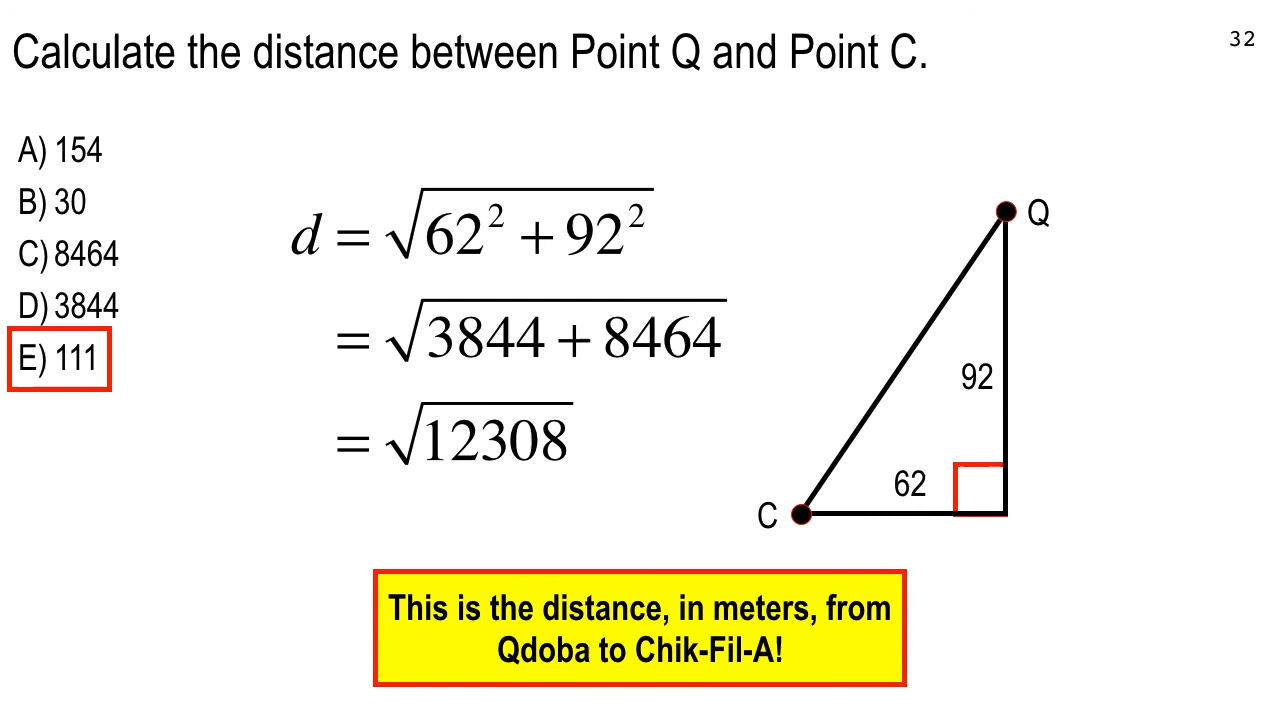 Calculate the distance between Point Q and Point C.
32
A) 154
B) 30
C) 8464
D) 3844
E) 111
d = √62² + 92²
= √3844 + 8464
= √12308
Q
92
62
C
This is the distance, in meters, from
Qdoba to Chik-Fil-A!